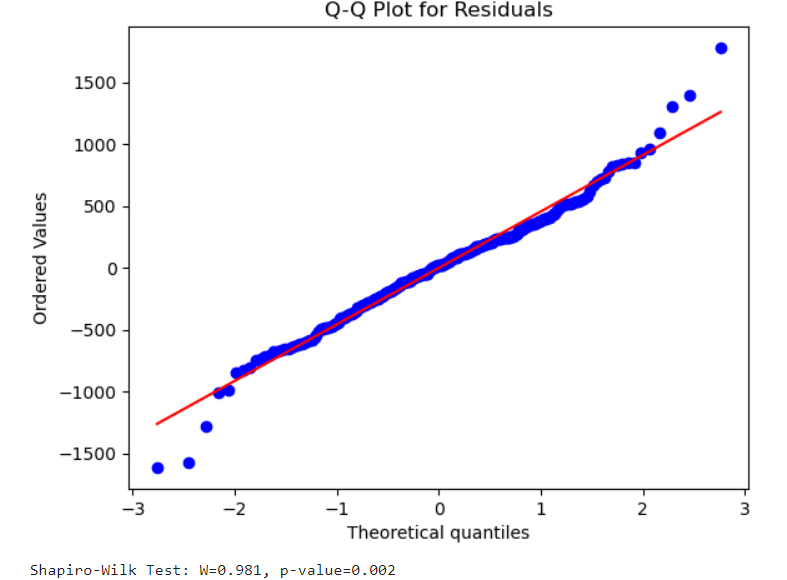 Q-Q Plot for Residuals
1500
1000
500
0
−500
−1000
−1500
Ordered Values
−3 −2 −1 0 1 2 3
Theoretical quantiles
Shapiro-Wilk Test: W=0.981, p-value=0.002